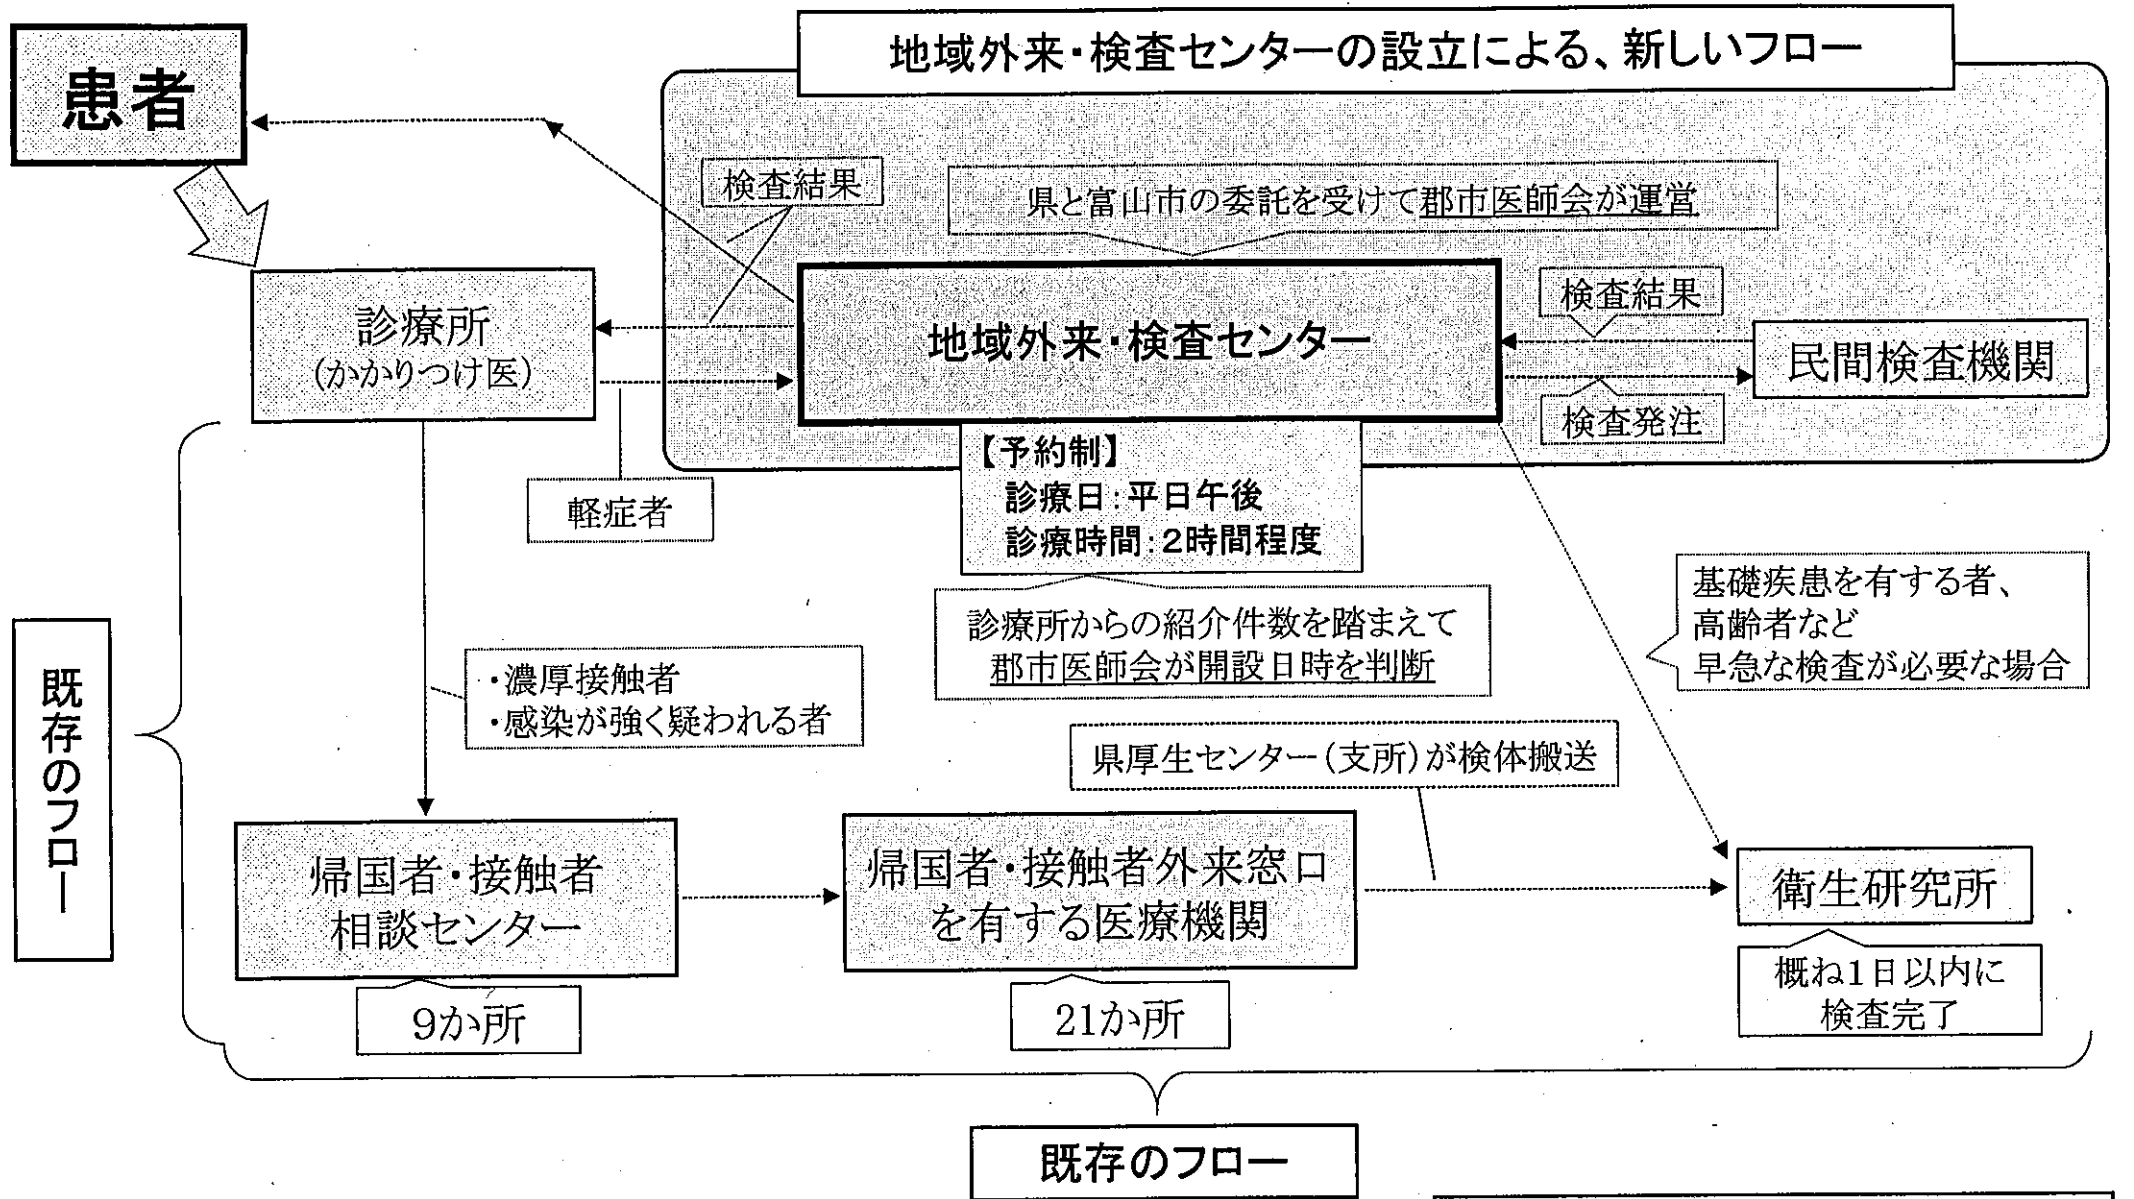 地域外来・検査センターの設立による、新しいフロー
患者
検査結果
県と富山市の委託を受けて郡市医師会が運営
診療所
(かかりつけ医)
地域外来・検査センター
検査結果
民間検査機関
検査発注
軽症者
【予約制】
診療日:平日午後
診療時間:2時間程度
診療所からの紹介件数を踏まえて
郡市医師会が開設日時を判断
基礎疾患を有する者、
高齢者など
早急な検査が必要な場合
既存のフロー
・濃厚接触者
・感染が強く疑われる者
県厚生センター(支所)が検体搬送
帰国者・接触者
相談センター
9か所
帰国者・接触者外来窓口
を有する医療機関
21か所
衛生研究所
概ね1日以内に
検査完了
既存のフロー